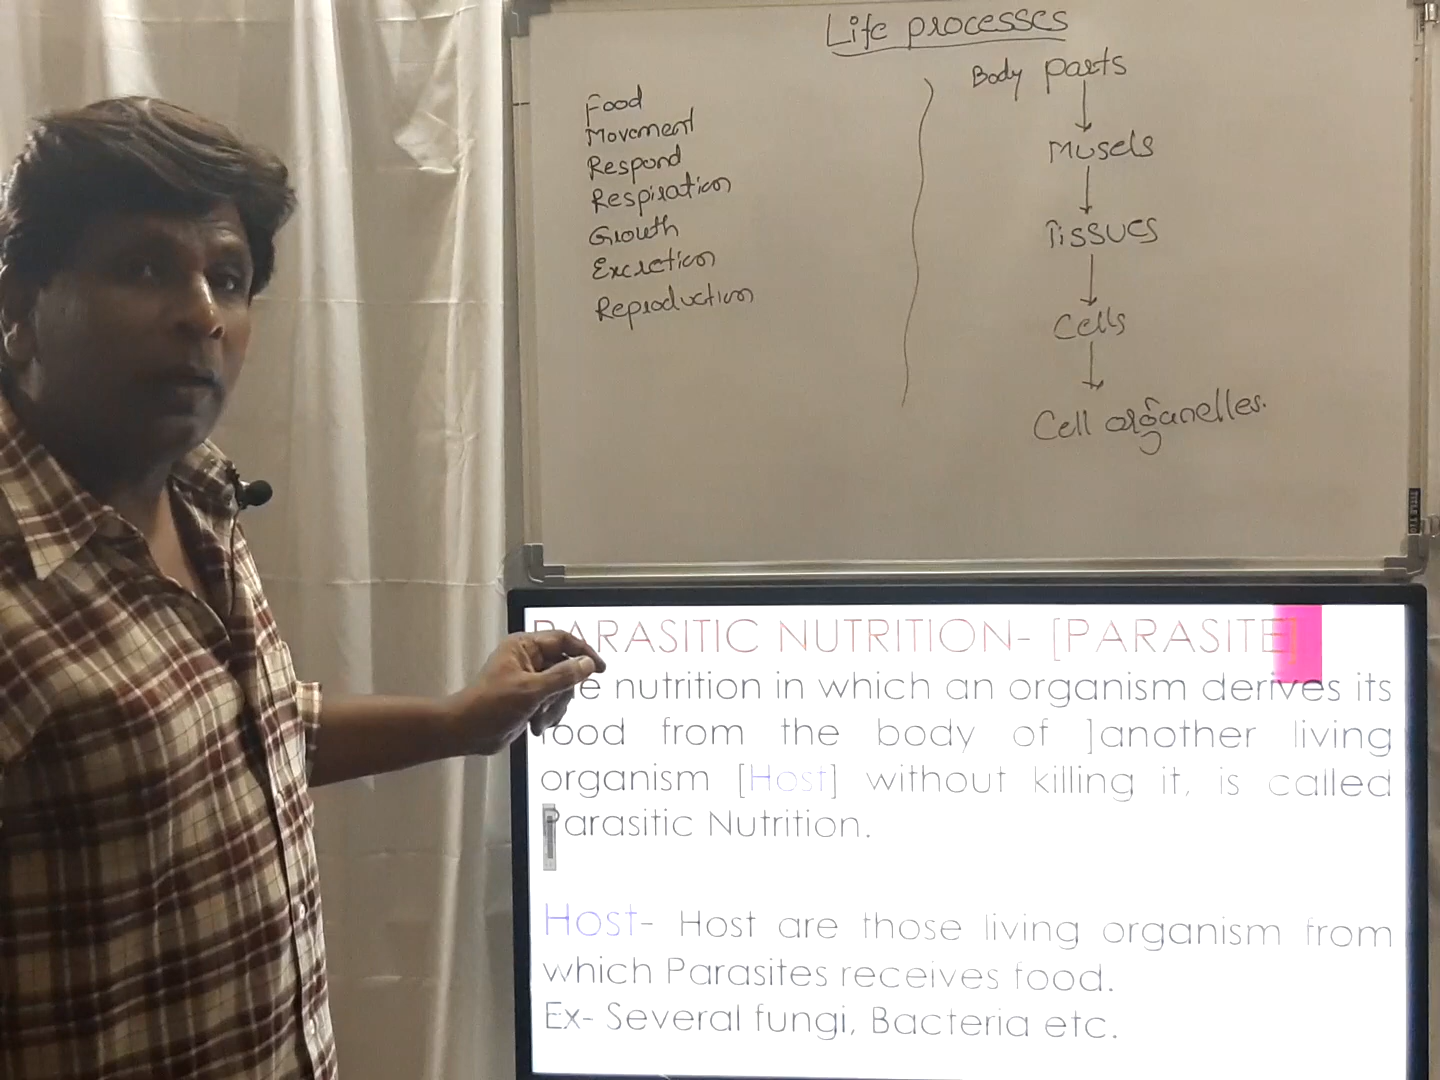 Life processes
Food
Movement
Respond
Respiration
Growth
Excretion
Reproduction
Body parts
Musels
Tissues
Cells
Cell organelles.
PARASITIC NUTRITION- [PARASITE]
nutrition in which an organism derives its
food from the body of ]another living
organism [Host] without killing it, is called
Parasitic Nutrition.
Host- Host are those living organism from
which Parasites receives food.
Ex- Several fungi, Bacteria etc.